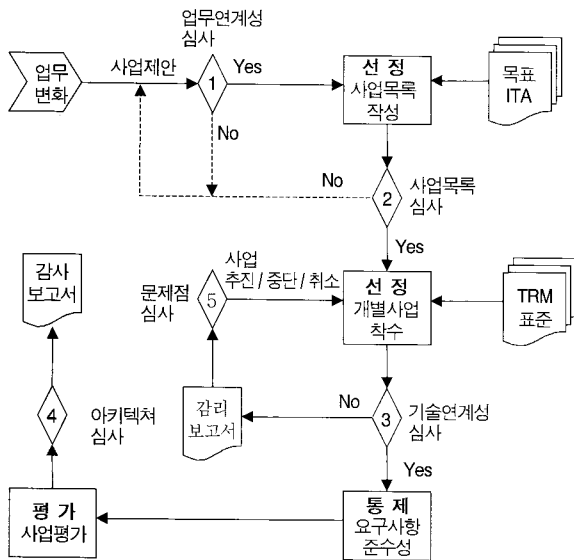 업무연계성
심사
업무
변화
사업제안
1
Yes
선 정
사업목록
작성
목표
ITA
No
No
2
사업목록
심사
Yes
감사
보고서
문제점
심사
5
사업
추진 / 중단 / 취소
선 정
개별사업
착수
TRM
표준
4
아키텍쳐
심사
감리
보고서
No
3
기술연계성
심사
Yes
평 가
사업평가
통 제
요구사항
준수성